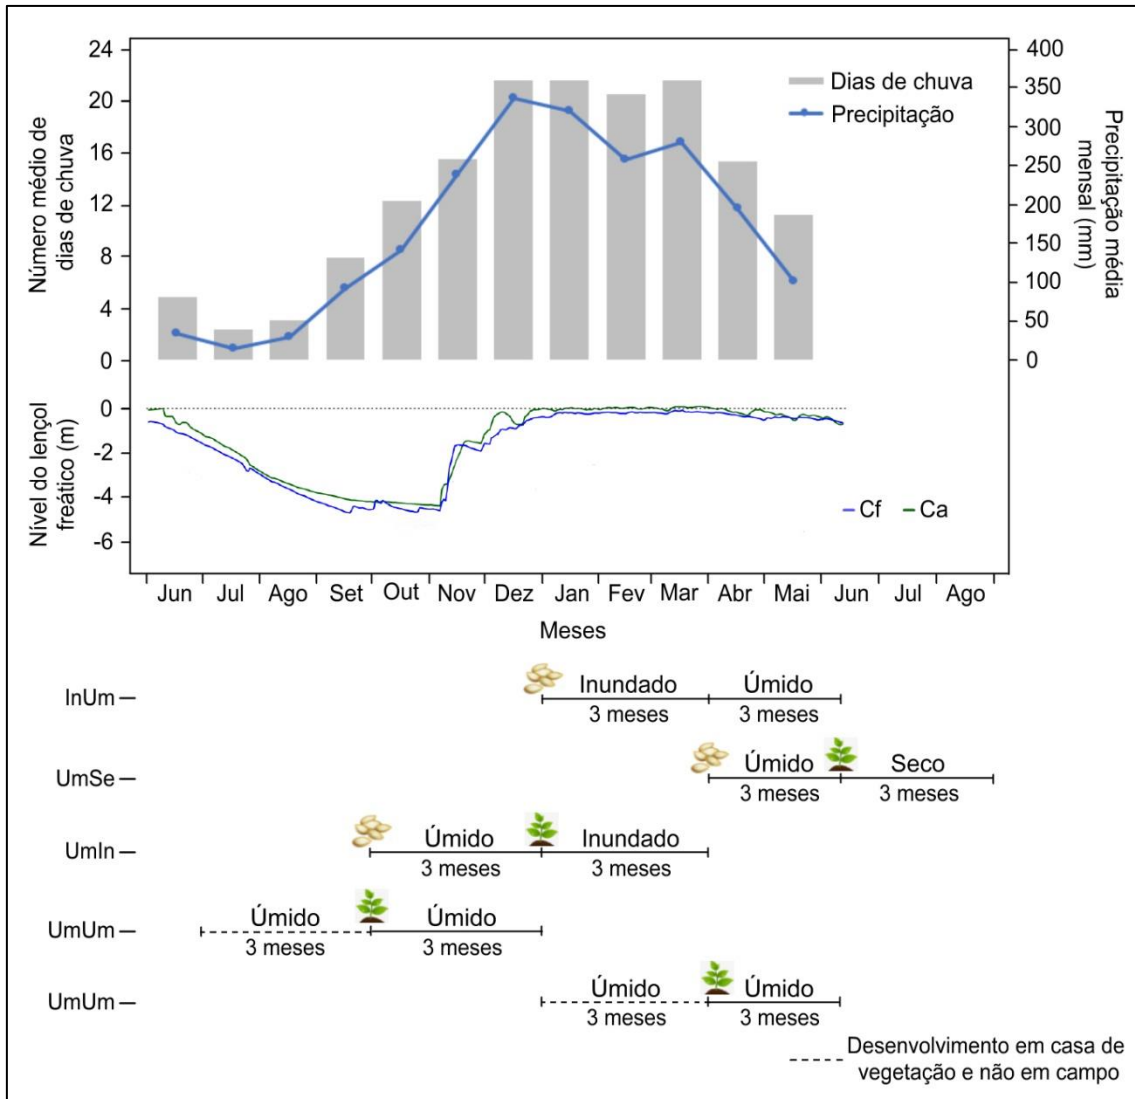 24
20
16
12
8
4
0
Número médio de
dias de chuva
Dias de chuva
Precipitação
400
350
300
250
200
150
100
50
0
Precipitação média
mensal (mm)
0
-2
-4
-6
Nível do lençol
freático (m)
Cf Ca
Jun Jul Ago Set Out Nov Dez Jan Fev Mar Abr Mai Jun Jul Ago
Meses
InUm
Inundado Úmido
3 meses 3 meses
UmSe
Úmido Seco
3 meses 3 meses
UmIn
Úmido Inundado
3 meses 3 meses
UmUm
Úmido Úmido
3 meses 3 meses
UmUm
Úmido Úmido
3 meses 3 meses
Desenvolvimento em casa de
vegetação e não em campo